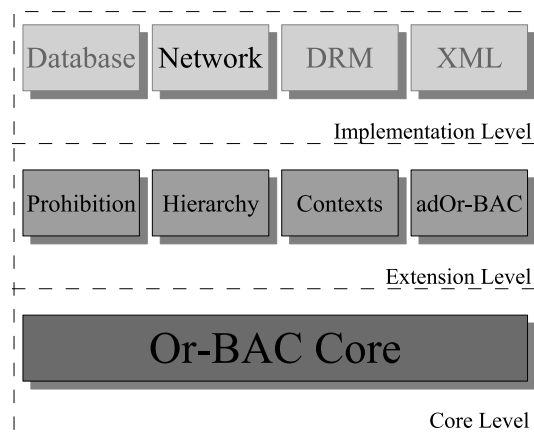 Database Network DRM XML
Implementation Level
Prohibition Hierarchy Contexts adOr-BAC
Extension Level
Or-BAC Core
Core Level